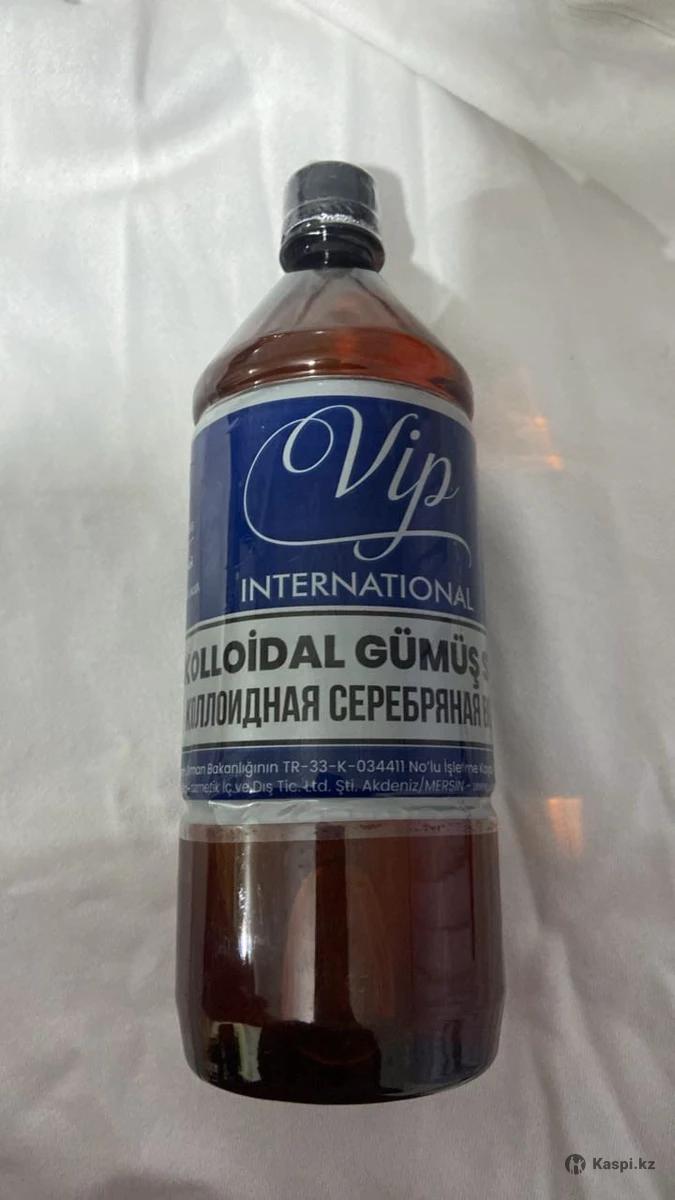 Vip
INTERNATIONAL
KOLLOİDAL GÜMÜŞ
КОЛЛОИДНАЯ СЕРЕБРЯНАЯ
Orman Bakanlığının TR-33-K-034411 No'lu İşletme
İç ve Dış Tic. Ltd. Şti. Akdeniz/MERSİN -
Kaspi.kz